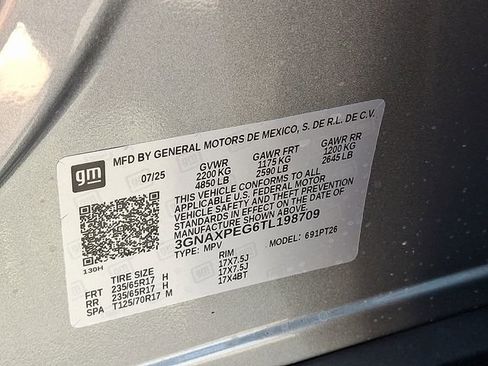 gm
MFD BY GENERAL MOTORS DE MEXICO, S. DE R.L. DE C.V.
07/25 GVWR GAWR FRT GAWR RR
2200 KG 1175 KG 1200 KG
4850 LB 2590 LB 2645 LB
THIS VEHICLE CONFORMS TO ALL
APPLICABLE U.S. FEDERAL MOTOR
VEHICLE SAFETY AND THEFT PREVENTION
STANDARDS IN EFFECT ON THE DATE OF
MANUFACTURE SHOWN ABOVE.
3GNAXPEG6TL198709
TYPE: MPV MODEL: 691PT26
130H
TIRE SIZE RIM
FRT 235/65R17 H 17X7.5J
RR 235/65R17 H 17X7.5J
SPA T125/70R17 M 17X4BT